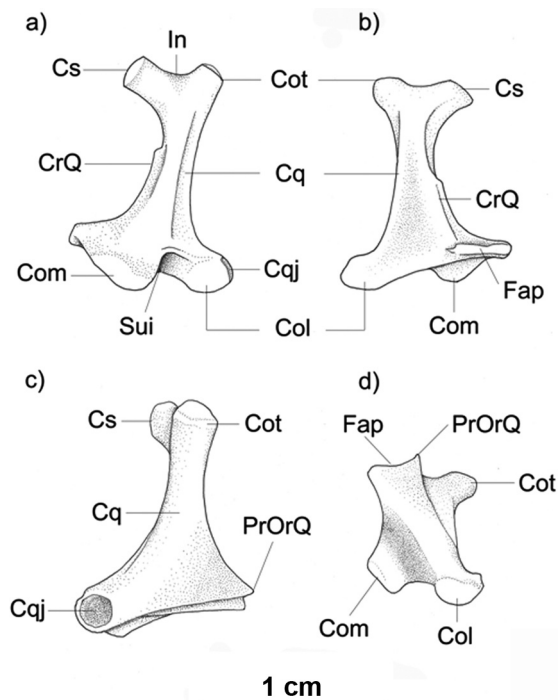 a)
In
b)
Cs
Cot
Cs
CrQ
Cq
CrQ
Com
Cqj
Fap
Sui
Col
Com
c)
d)
Cs
Cot
Fap
PrOrQ
Cot
Cq
PrOrQ
Cqj
Com
Col
1 cm